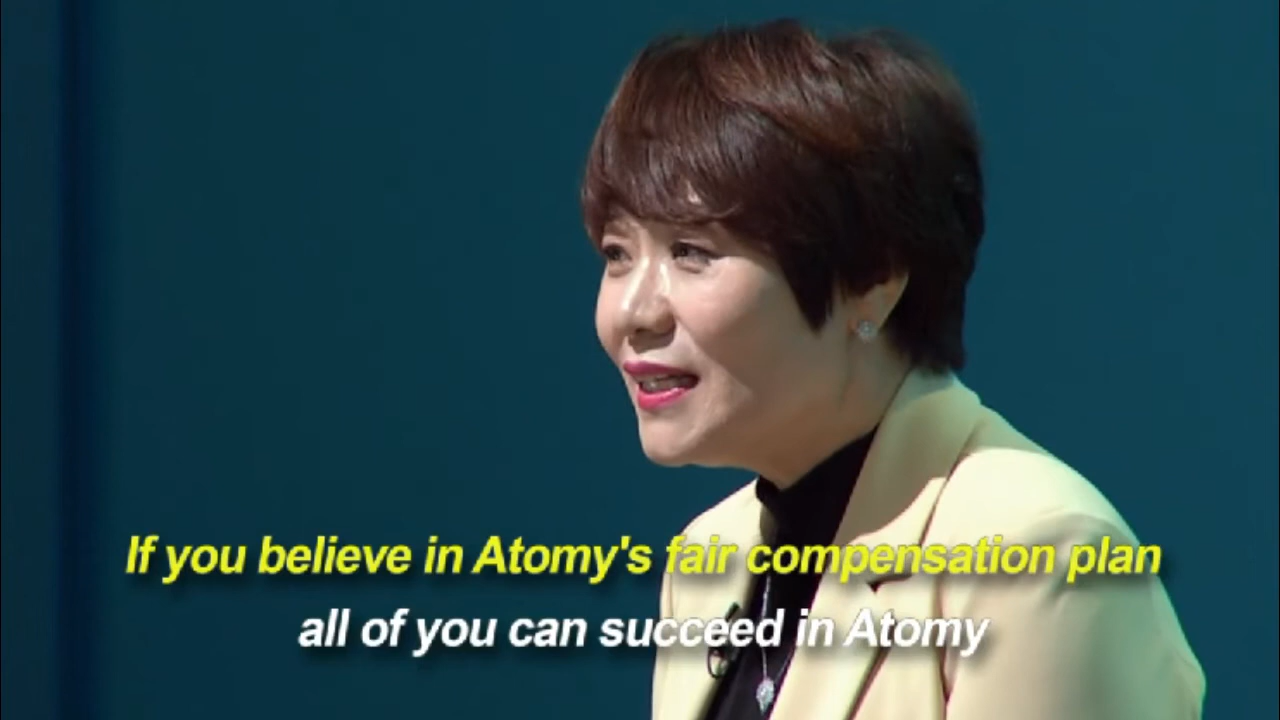 If you believe in Atomy's fair compensation plan
all of you can succeed in Atomy